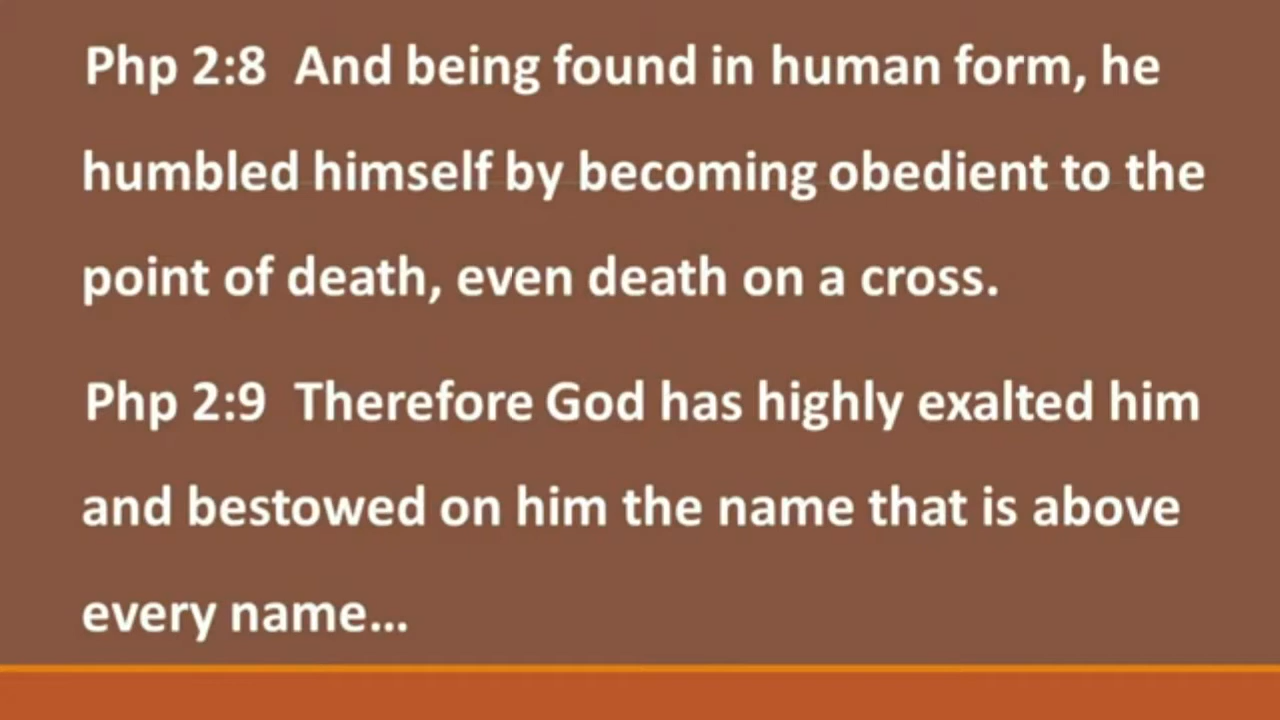 Php 2:8 And being found in human form, he
humbled himself by becoming obedient to the
point of death, even death on a cross.
Php 2:9 Therefore God has highly exalted him
and bestowed on him the name that is above
every name...